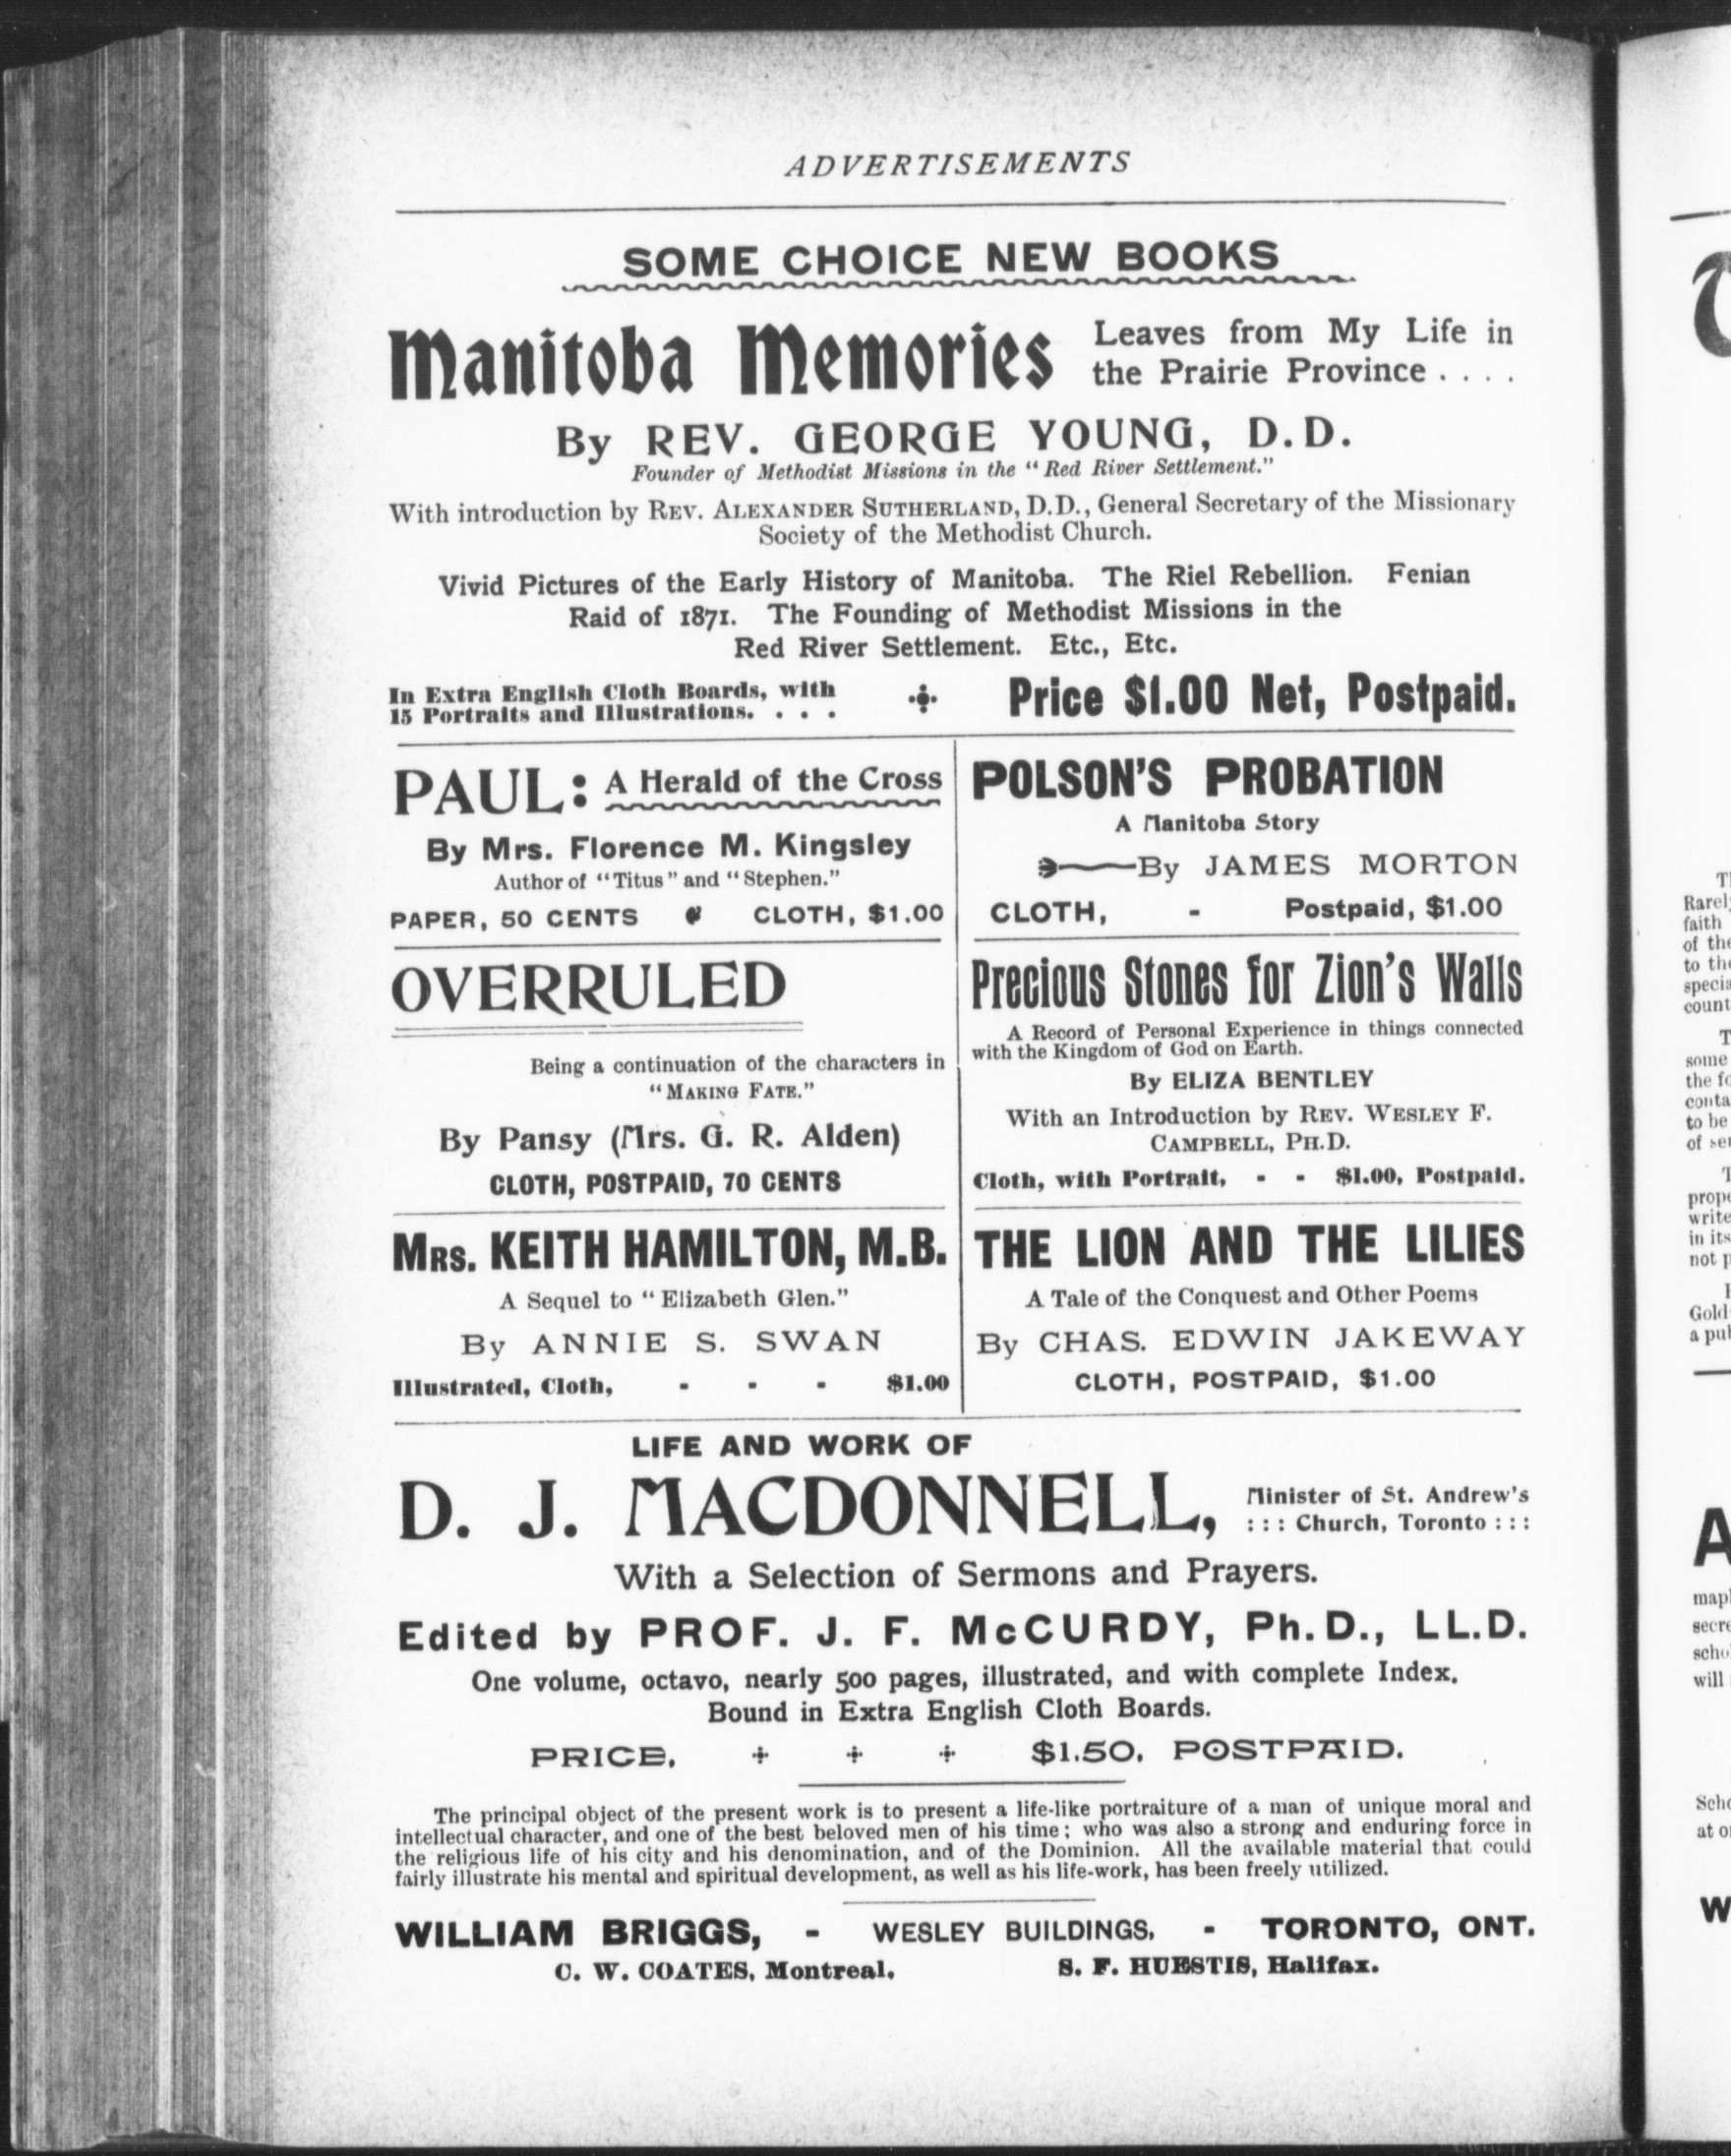 ADVERTISEMENTS
SOME CHOICE NEW BOOKS
Manitoba Memories
Leaves from My Life in
the Prairie Province . . . .
By REV. GEORGE YOUNG, D.D.
Founder of Methodist Missions in the "Red River Settlement."
With introduction by REV. ALEXANDER SUTHERLAND, D.D., General Secretary of the Missionary
Society of the Methodist Church.
Vivid Pictures of the Early History of Manitoba. The Riel Rebellion. Fenian
Raid of 1871. The Founding of Methodist Missions in the
Red River Settlement. Etc., Etc.
In Extra English Cloth Boards, with
15 Portraits and Illustrations. . . .
Price $1.00 Net, Postpaid.
PAUL: A Herald of the Cross
By Mrs. Florence M. Kingsley
Author of "Titus" and "Stephen."
PAPER, 50 CENTS CLOTH, $1.00
OVERRULED
Being a continuation of the characters in
"MAKING FATE."
By Pansy (Mrs. G. R. Alden)
CLOTH, POSTPAID, 70 CENTS
MRS. KEITH HAMILTON, M.B.
A Sequel to "Elizabeth Glen."
By ANNIE S. SWAN
Illustrated, Cloth, - - - $1.00
POLSON'S PROBATION
A Manitoba Story
By JAMES MORTON
CLOTH, - Postpaid, $1.00
Precious Stones for Zion's Walls
A Record of Personal Experience in things connected
with the Kingdom of God on Earth.
By ELIZA BENTLEY
With an Introduction by REV. WESLEY F.
CAMPBELL, PH.D.
Cloth, with Portrait, - - $1.00, Postpaid.
THE LION AND THE LILIES
A Tale of the Conquest and Other Poems
By CHAS. EDWIN JAKEWAY
CLOTH, POSTPAID, $1.00
LIFE AND WORK OF
D. J. MACDONNELL,
Minister of St. Andrew's
: : : Church, Toronto : : :
With a Selection of Sermons and Prayers.
Edited by PROF. J. F. McCURDY, Ph.D., LL.D.
One volume, octavo, nearly 500 pages, illustrated, and with complete Index.
Bound in Extra English Cloth Boards.
PRICE, $1.50, POSTPAID.
The principal object of the present work is to present a life-like portraiture of a man of unique moral and
intellectual character, and one of the best beloved men of his time; who was also a strong and enduring force in
the religious life of his city and his denomination, and of the Dominion. All the available material that could
fairly illustrate his mental and spiritual development, as well as his life-work, has been freely utilized.
WILLIAM BRIGGS, - WESLEY BUILDINGS, - TORONTO, ONT.
C. W. COATES, Montreal. S. F. HUESTIS, Halifax.
faith
of the
to the
some
to be
write
in its
not
Gold
will